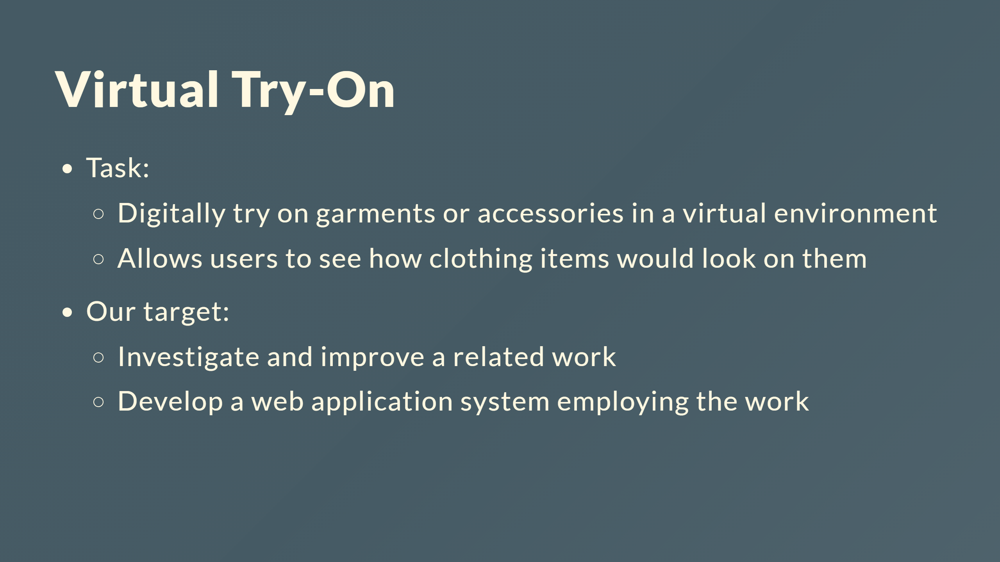 Virtual Try-On
• Task:
○ Digitally try on garments or accessories in a virtual environment
○ Allows users to see how clothing items would look on them
• Our target:
○ Investigate and improve a related work
○ Develop a web application system employing the work